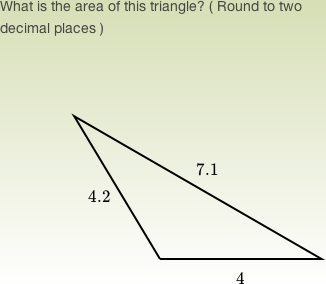 What is the area of this triangle? ( Round to two
decimal places )
7.1
4.2
4